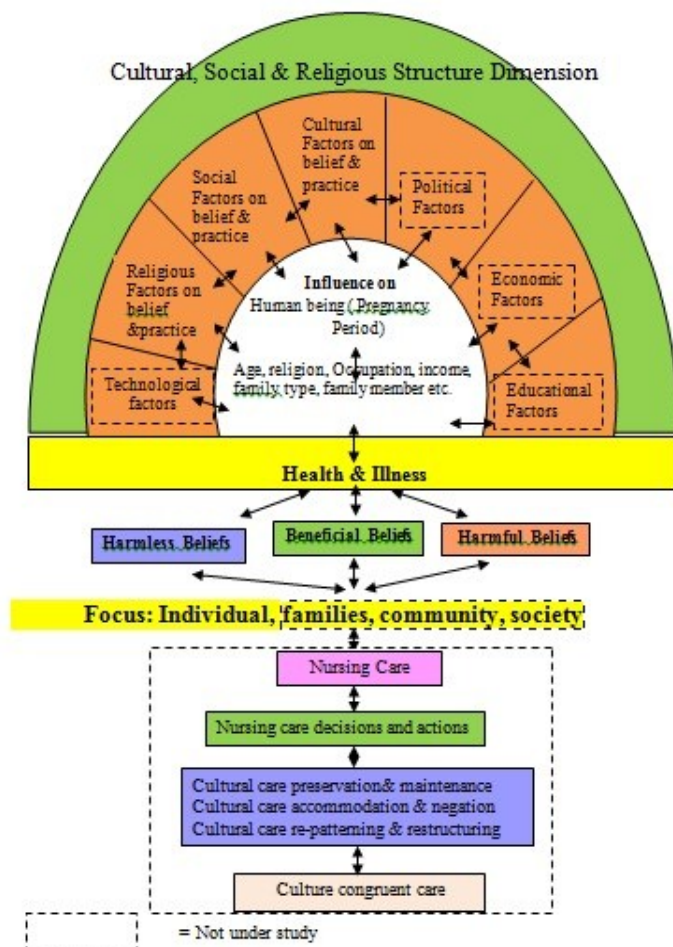 Cultural, Social & Religious Structure Dimension
Cultural
Factors on
belief &
practice
Social
Factors on
belief &
practice
Political
Factors
Religious
Factors on
belief
&practice
Economic
Factors
Technological
factors
Educational
Factors
Influence on
Human being ( Pregnancy
Period)
Age, religion, Occupation, income,
family, type, family member etc.
Health & Illness
Harmless Beliefs
Beneficial Beliefs
Harmful Beliefs
Focus: Individual, families, community, society
Nursing Care
Nursing care decisions and actions
Cultural care preservation& maintenance
Cultural care accommodation & negation
Cultural care re-patterning & restructuring
Culture congruent care
= Not under study